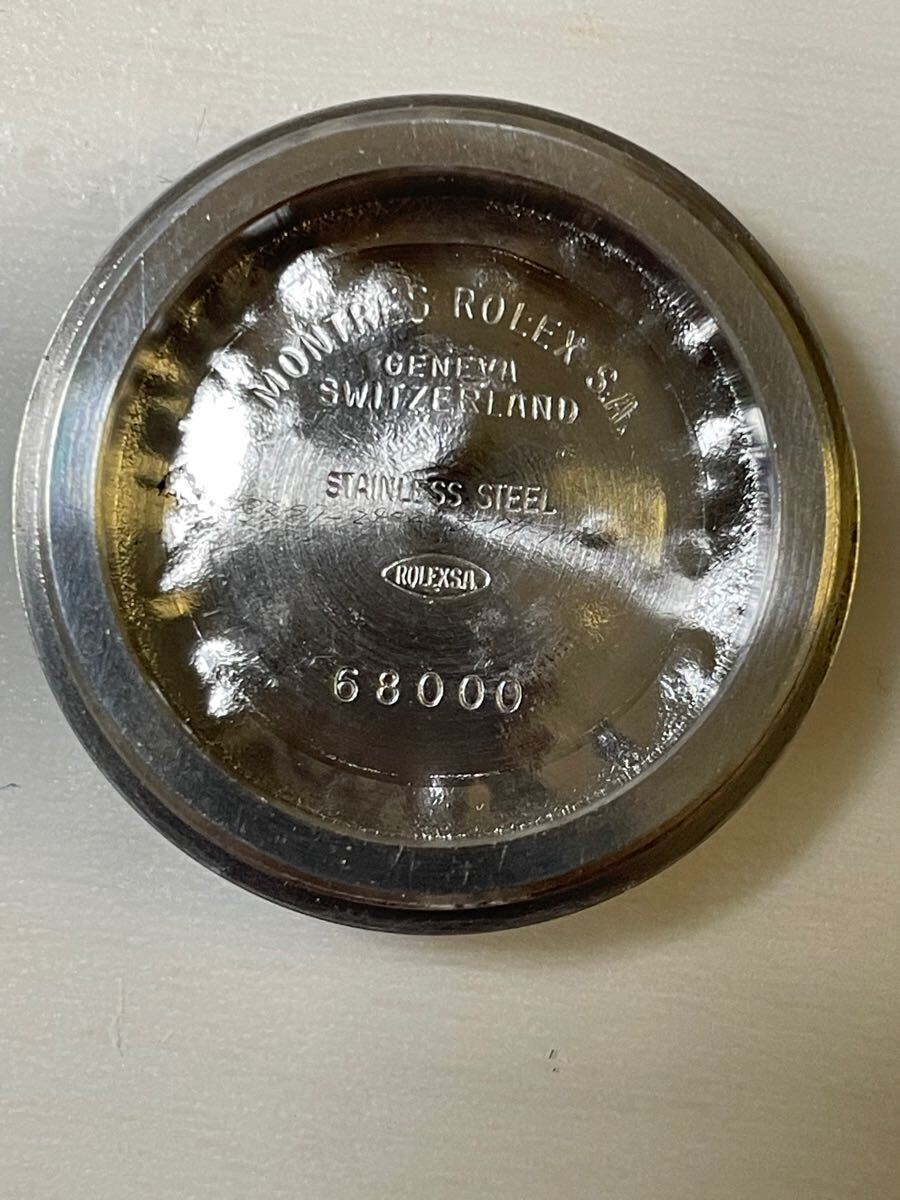 MONTRES ROLEX S.A.
GENEVA
SWITZERLAND
STAINLESS STEEL
ROLEXSA
68000